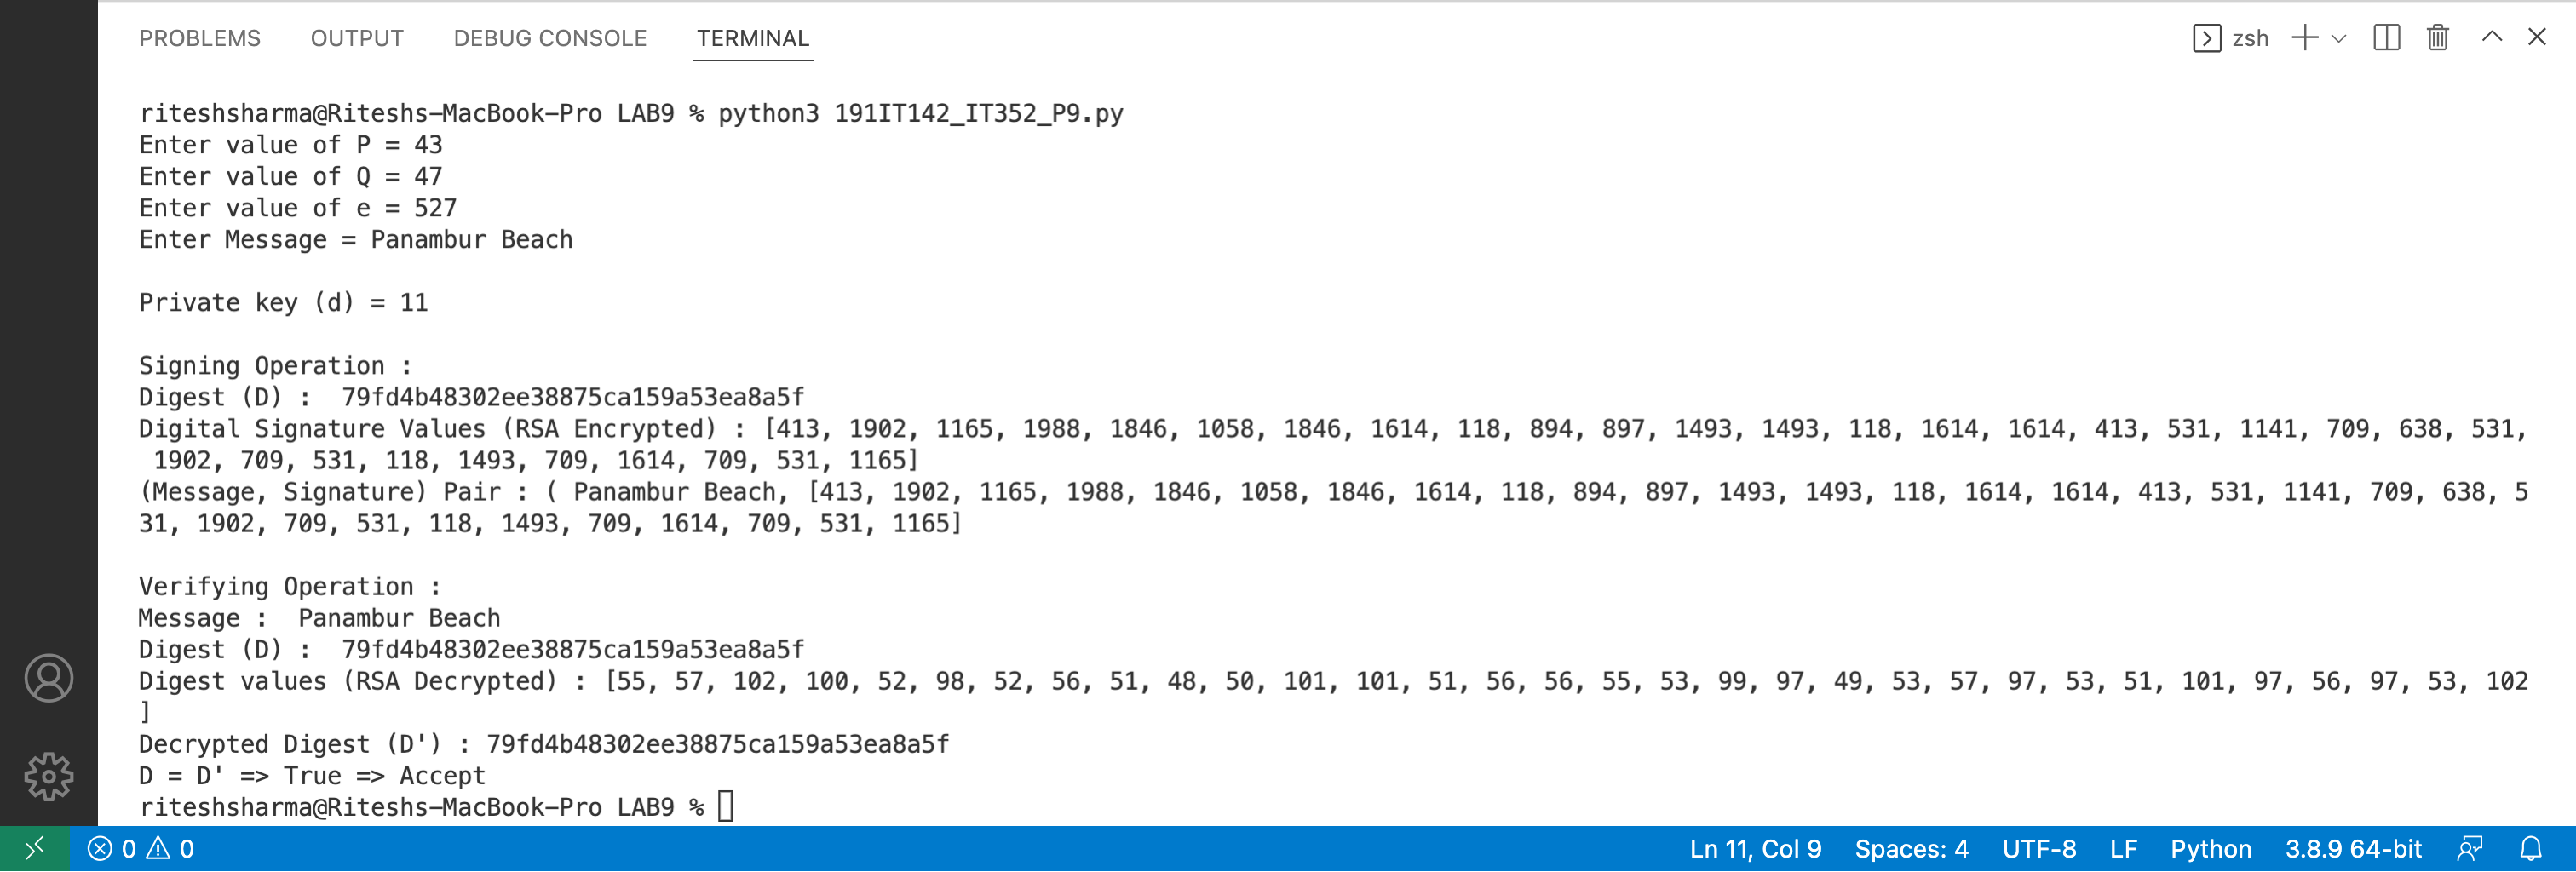 PROBLEMS OUTPUT DEBUG CONSOLE TERMINAL zsh
riteshsharma@Riteshs-MacBook-Pro LAB9 % python3 191IT142_IT352_P9.py
Enter value of P = 43
Enter value of Q = 47
Enter value of e = 527
Enter Message = Panambur Beach
Private key (d) = 11
Signing Operation :
Digest (D) :  79fd4b48302ee38875ca159a53ea8a5f
Digital Signature Values (RSA Encrypted) : [413, 1902, 1165, 1988, 1846, 1058, 1846, 1614, 118, 894, 897, 1493, 1493, 118, 1614, 1614, 413, 531, 1141, 709, 638, 531,
1902, 709, 531, 118, 1493, 709, 1614, 709, 531, 1165]
(Message, Signature) Pair : ( Panambur Beach, [413, 1902, 1165, 1988, 1846, 1058, 1846, 1614, 118, 894, 897, 1493, 1493, 118, 1614, 1614, 413, 531, 1141, 709, 638, 5
31, 1902, 709, 531, 118, 1493, 709, 1614, 709, 531, 1165]
Verifying Operation :
Message :  Panambur Beach
Digest (D) :  79fd4b48302ee38875ca159a53ea8a5f
Digest values (RSA Decrypted) : [55, 57, 102, 100, 52, 98, 52, 56, 51, 48, 50, 101, 101, 51, 56, 56, 55, 53, 99, 97, 49, 53, 57, 97, 53, 51, 101, 97, 56, 97, 53, 102
]
Decrypted Digest (D') : 79fd4b48302ee38875ca159a53ea8a5f
D = D' => True => Accept
riteshsharma@Riteshs-MacBook-Pro LAB9 %
0 0 Ln 11, Col 9 Spaces: 4 UTF-8 LF Python 3.8.9 64-bit